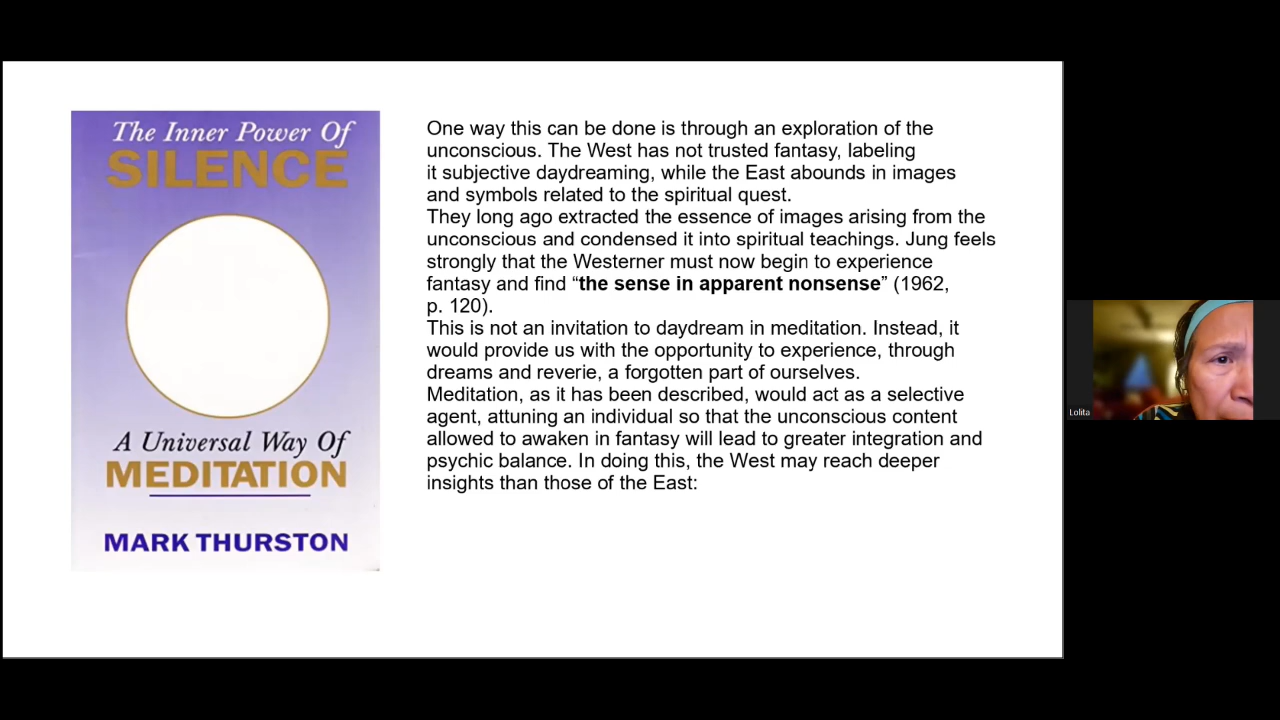 The Inner Power Of
SILENCE
A Universal Way Of
MEDITATION
MARK THURSTON
One way this can be done is through an exploration of the
unconscious. The West has not trusted fantasy, labeling
it subjective daydreaming, while the East abounds in images
and symbols related to the spiritual quest.
They long ago extracted the essence of images arising from the
unconscious and condensed it into spiritual teachings. Jung feels
strongly that the Westerner must now begin to experience
fantasy and find “the sense in apparent nonsense” (1962,
p. 120).
This is not an invitation to daydream in meditation. Instead, it
would provide us with the opportunity to experience, through
dreams and reverie, a forgotten part of ourselves.
Meditation, as it has been described, would act as a selective
agent, attuning an individual so that the unconscious content
allowed to awaken in fantasy will lead to greater integration and
psychic balance. In doing this, the West may reach deeper
insights than those of the East:
Lolita